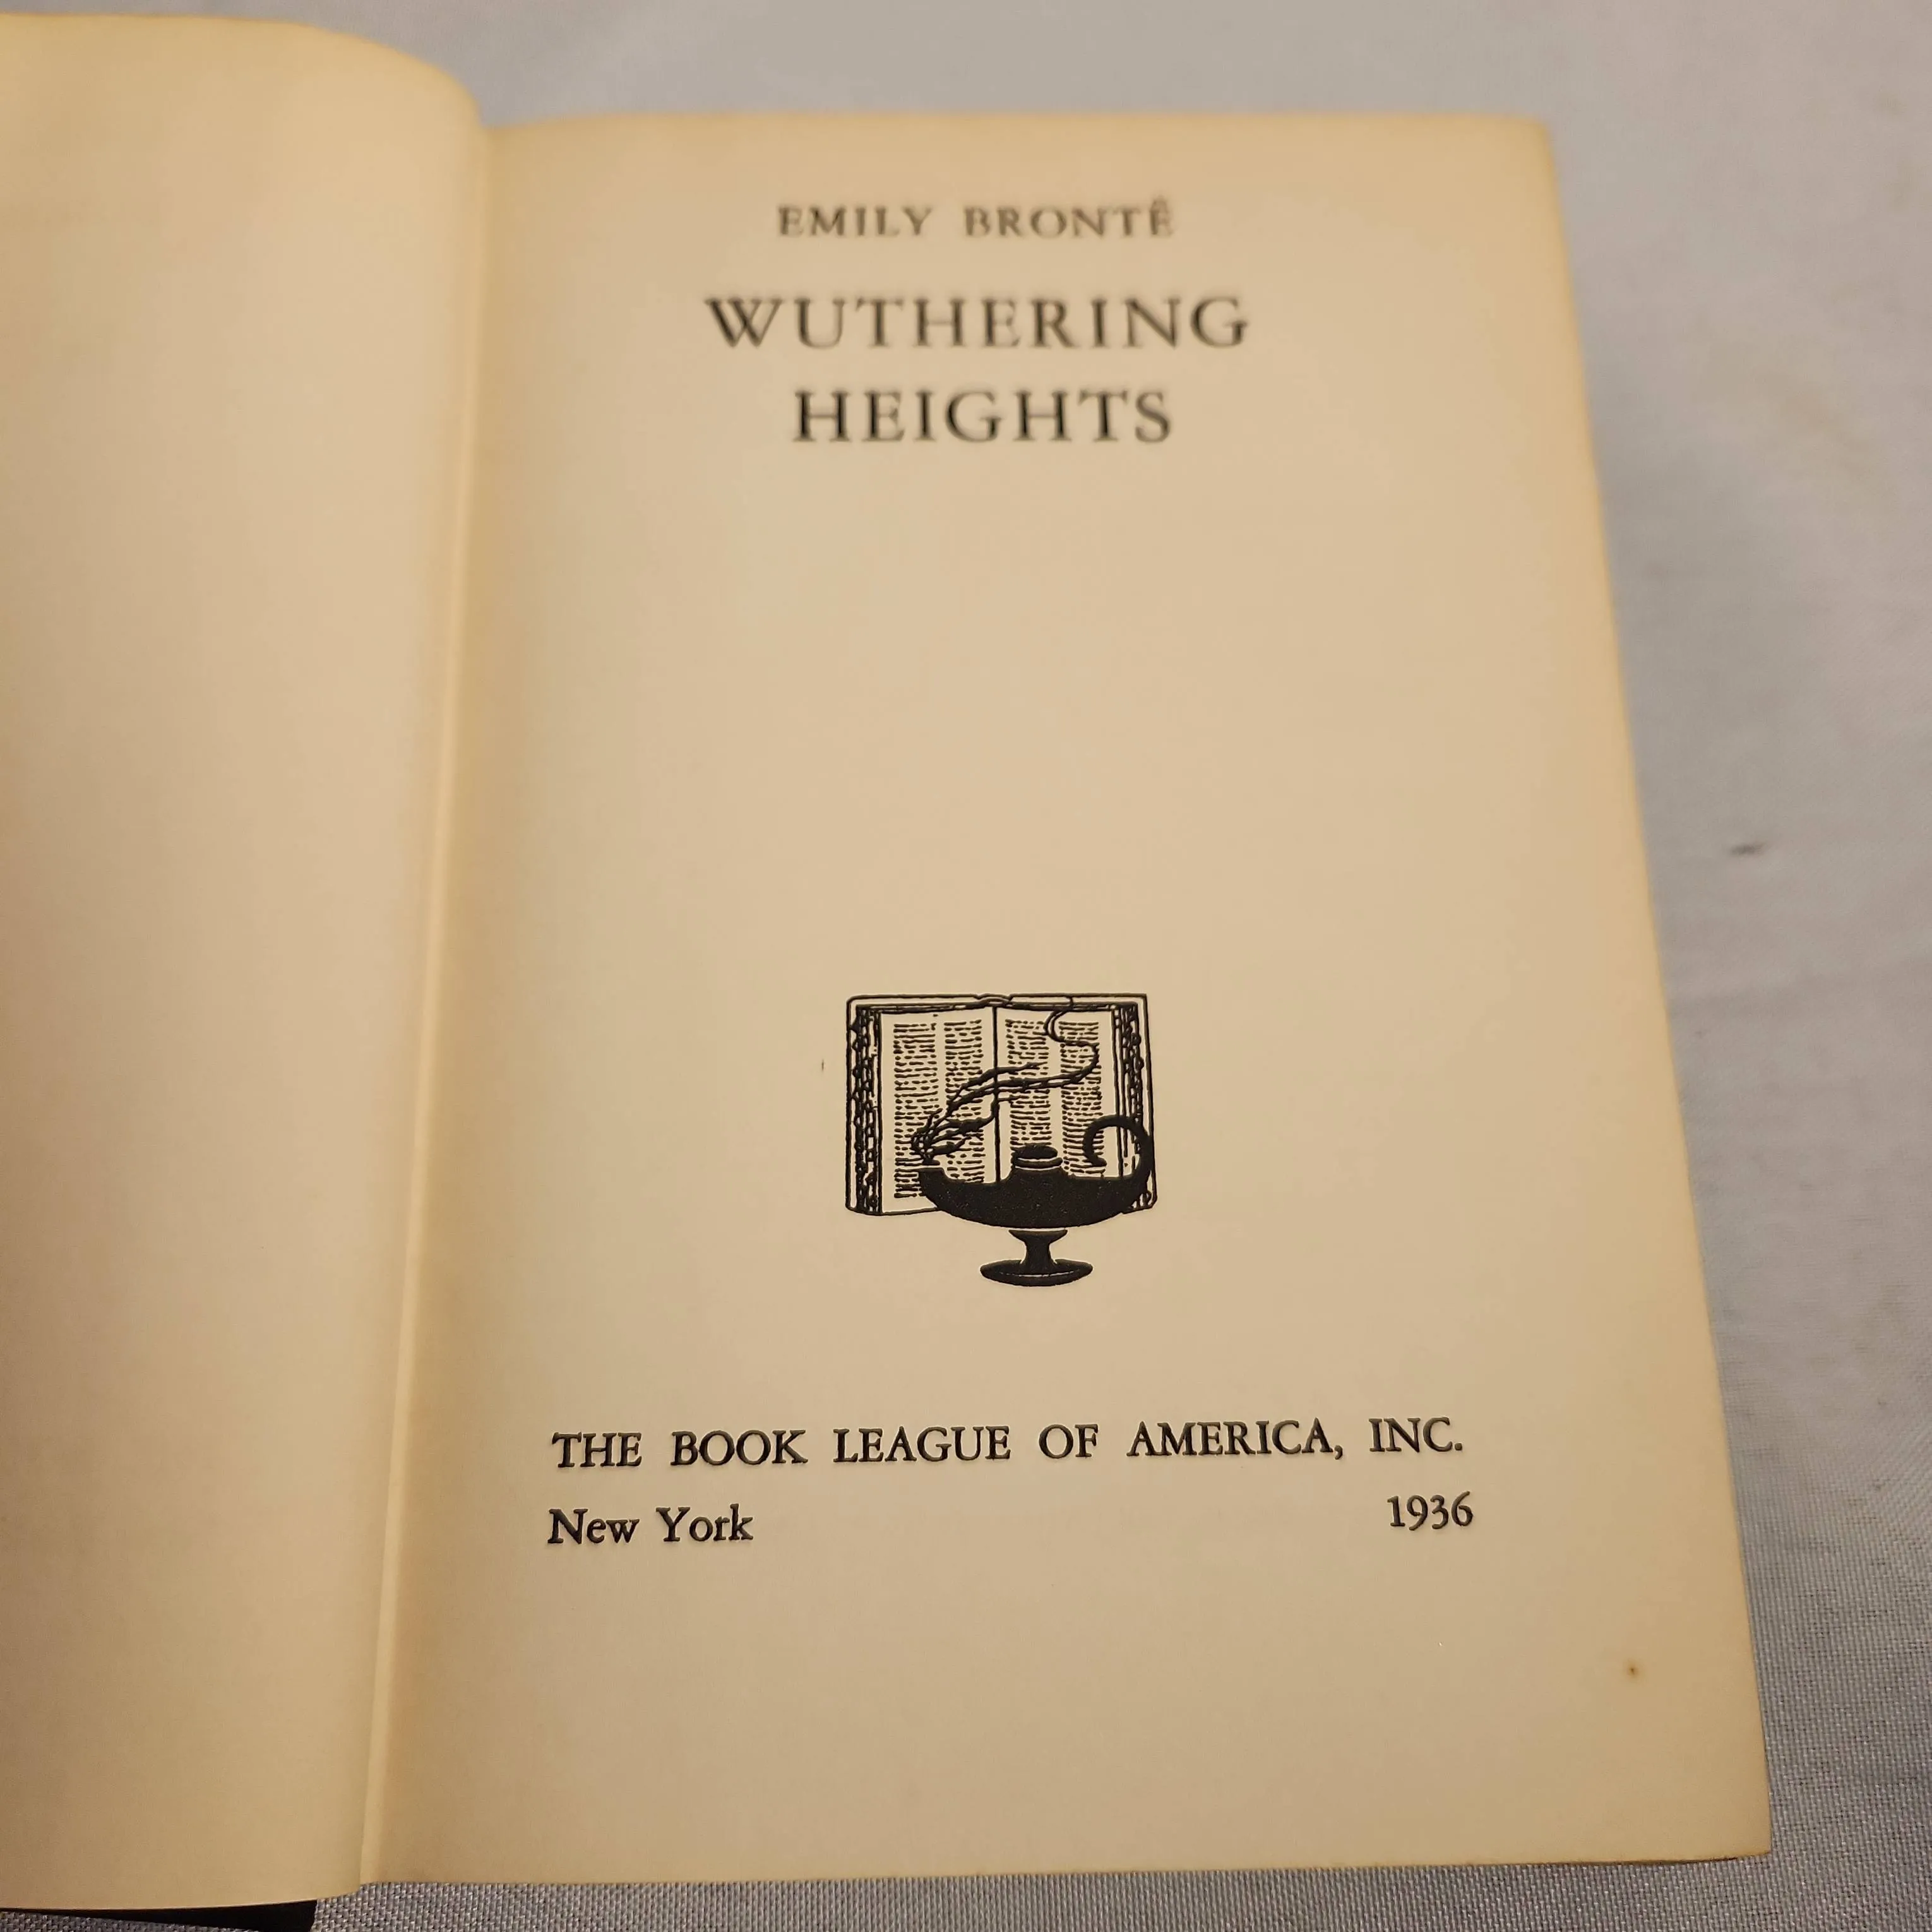 EMILY BRONTË
WUTHERING
HEIGHTS
THE BOOK LEAGUE OF AMERICA, INC.
New York 1936